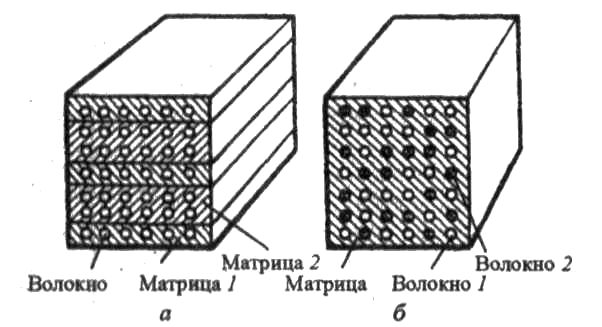 Матрица 2 Матрица Волокно 2
Волокно Матрица 1 Волокно 1
а б